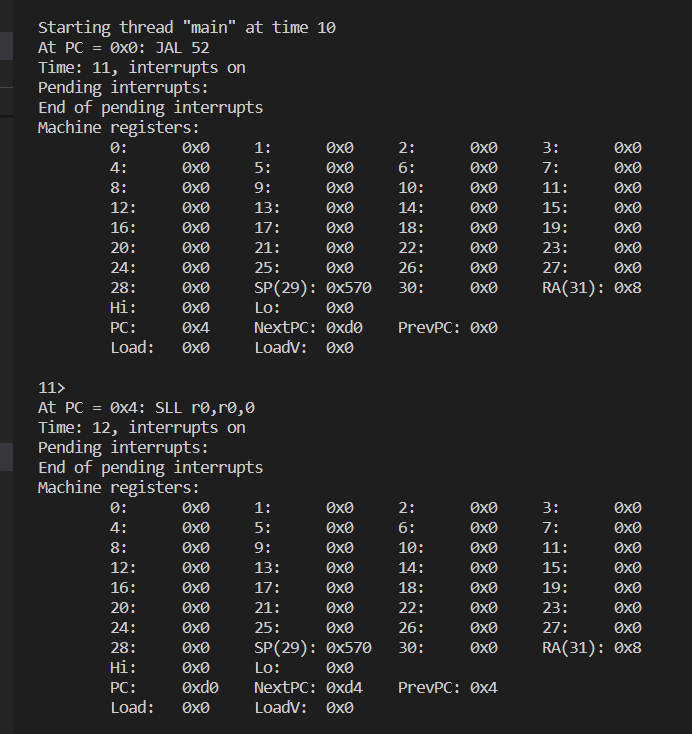 Starting thread "main" at time 10
At PC = 0x0: JAL 52
Time: 11, interrupts on
Pending interrupts:
End of pending interrupts
Machine registers:
0: 0x0 1: 0x0 2: 0x0 3: 0x0
4: 0x0 5: 0x0 6: 0x0 7: 0x0
8: 0x0 9: 0x0 10: 0x0 11: 0x0
12: 0x0 13: 0x0 14: 0x0 15: 0x0
16: 0x0 17: 0x0 18: 0x0 19: 0x0
20: 0x0 21: 0x0 22: 0x0 23: 0x0
24: 0x0 25: 0x0 26: 0x0 27: 0x0
28: 0x0 SP(29): 0x570 30: 0x0 RA(31): 0x8
Hi: 0x0 Lo: 0x0
PC: 0x4 NextPC: 0xd0 PrevPC: 0x0
Load: 0x0 LoadV: 0x0
11>
At PC = 0x4: SLL r0,r0,0
Time: 12, interrupts on
Pending interrupts:
End of pending interrupts
Machine registers:
0: 0x0 1: 0x0 2: 0x0 3: 0x0
4: 0x0 5: 0x0 6: 0x0 7: 0x0
8: 0x0 9: 0x0 10: 0x0 11: 0x0
12: 0x0 13: 0x0 14: 0x0 15: 0x0
16: 0x0 17: 0x0 18: 0x0 19: 0x0
20: 0x0 21: 0x0 22: 0x0 23: 0x0
24: 0x0 25: 0x0 26: 0x0 27: 0x0
28: 0x0 SP(29): 0x570 30: 0x0 RA(31): 0x8
Hi: 0x0 Lo: 0x0
PC: 0xd0 NextPC: 0xd4 PrevPC: 0x4
Load: 0x0 LoadV: 0x0